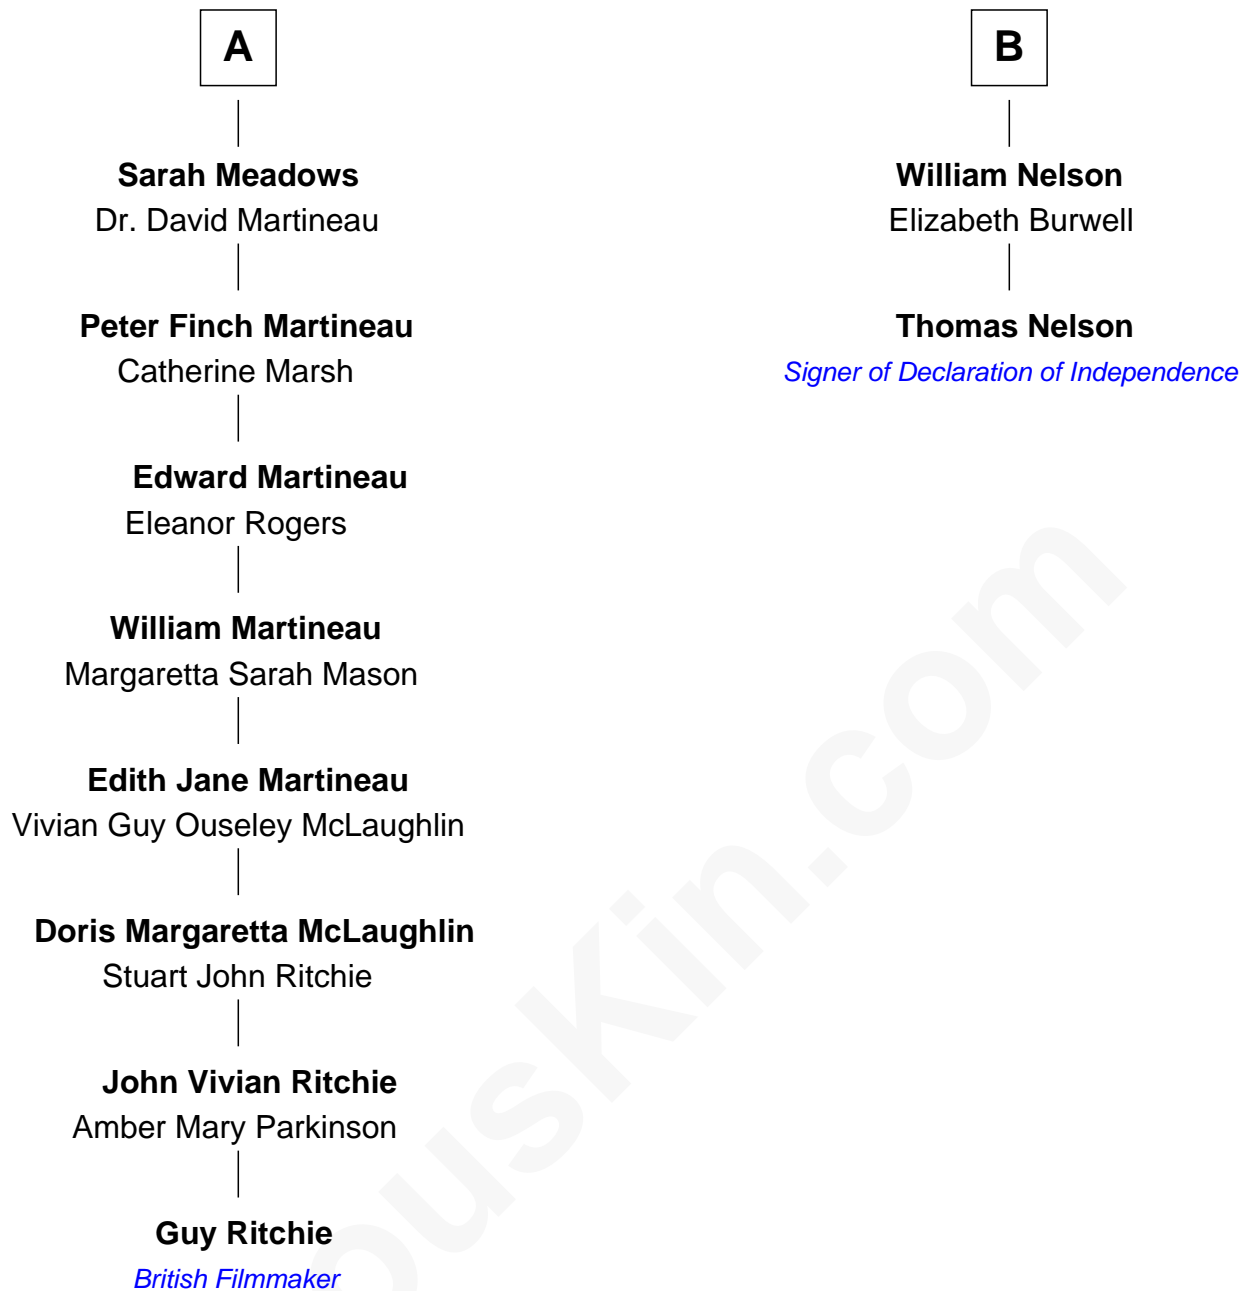 A
Sarah Meadows
Dr. David Martineau
Peter Finch Martineau
Catherine Marsh
Edward Martineau
Eleanor Rogers
William Martineau
Margaretta Sarah Mason
Edith Jane Martineau
Vivian Guy Ouseley McLaughlin
Doris Margaretta McLaughlin
Stuart John Ritchie
John Vivian Ritchie
Amber Mary Parkinson
Guy Ritchie
British Filmmaker
B
William Nelson
Elizabeth Burwell
Thomas Nelson
Signer of Declaration of Independence
ousKin.com